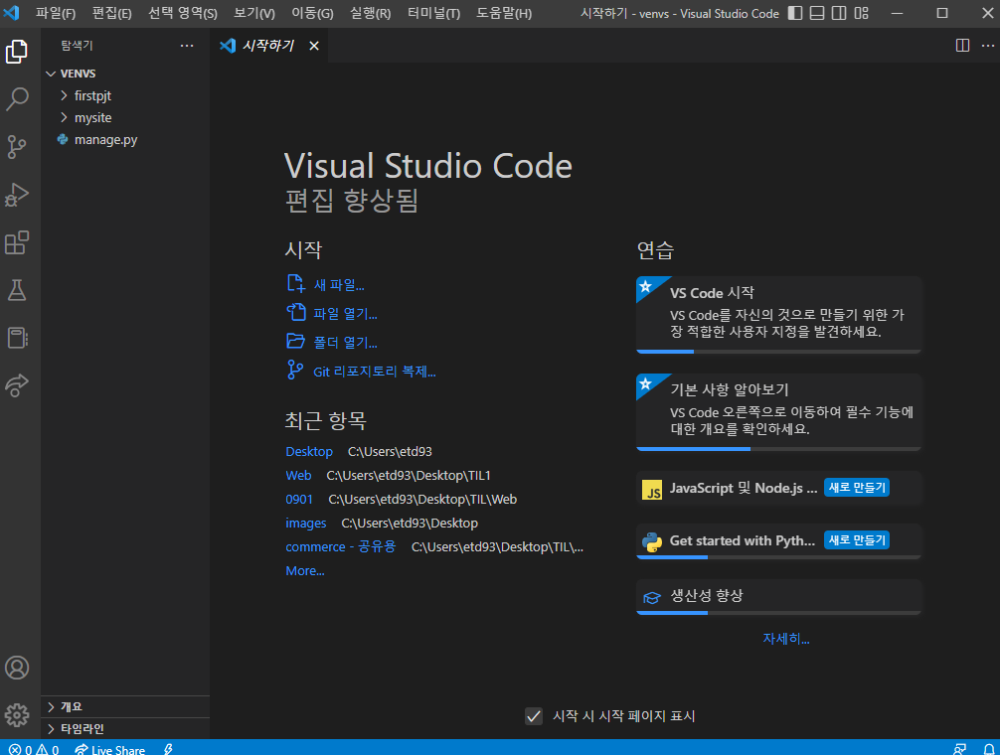 파일(F) 편집(E) 선택 영역(S) 보기(V) 이동(G) 실행(R) 터미널(T) 도움말(H) 시작하기 - venvs - Visual Studio Code
탐색기
시작하기
VENVS
firstpjt
mysite
manage.py
Visual Studio Code
편집 향상됨
시작
새 파일...
파일 열기...
폴더 열기...
Git 리포지토리 복제...
최근 항목
Desktop C:\Users\etd93
Web C:\Users\etd93\Desktop\TIL1
0901 C:\Users\etd93\Desktop\TIL\Web
images C:\Users\etd93\Desktop
commerce - 공유용 C:\Users\etd93\Desktop\TIL\...
More...
연습
VS Code 시작
VS Code를 자신의 것으로 만들기 위한 가
장 적합한 사용자 지정을 발견하세요.
기본 사항 알아보기
VS Code 오른쪽으로 이동하여 필수 기능에
대한 개요를 확인하세요.
JS JavaScript 및 Node.js ... 새로 만들기
Get started with Pyth... 새로 만들기
생산성 향상
자세히...
시작 시 시작 페이지 표시
개요
타임라인
0 0 Live Share